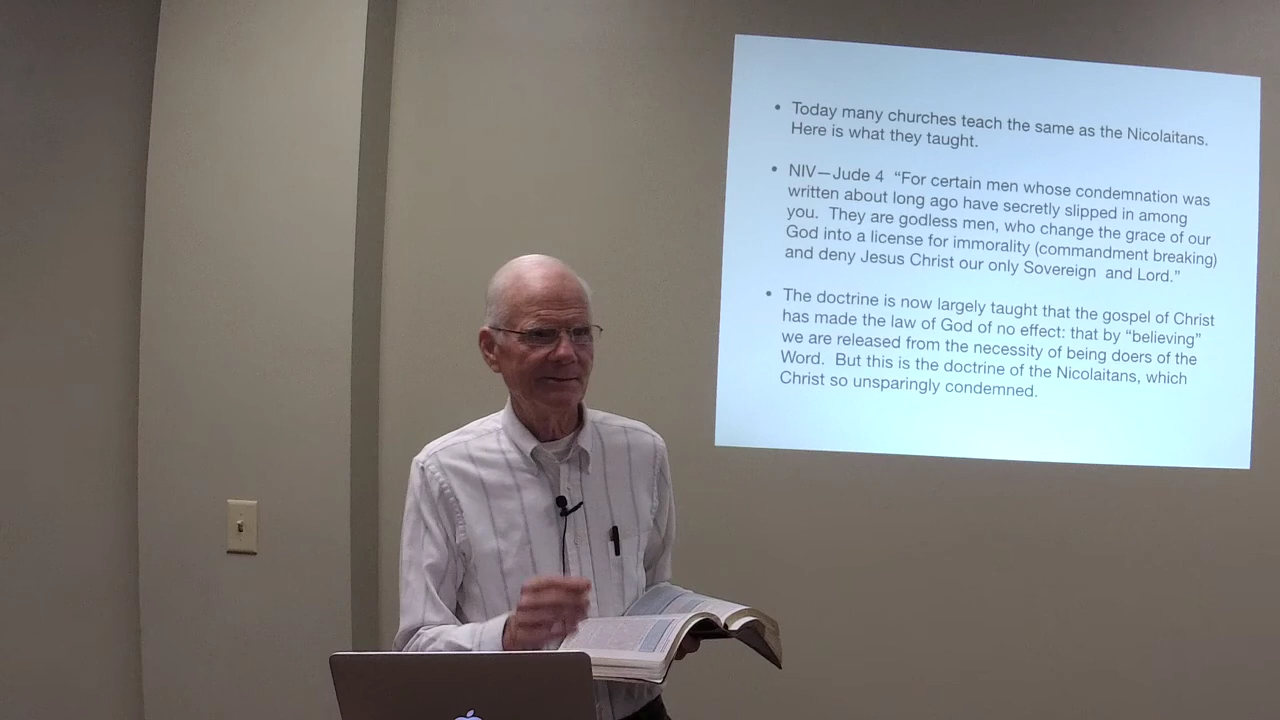 • Today many churches teach the same as the Nicolaitans.
Here is what they taught.
• NIV—Jude 4 “For certain men whose condemnation was
written about long ago have secretly slipped in among
you. They are godless men, who change the grace of our
God into a license for immorality (commandment breaking)
and deny Jesus Christ our only Sovereign and Lord.”
• The doctrine is now largely taught that the gospel of Christ
has made the law of God of no effect: that by “believing”
we are released from the necessity of being doers of the
Word. But this is the doctrine of the Nicolaitans, which
Christ so unsparingly condemned.